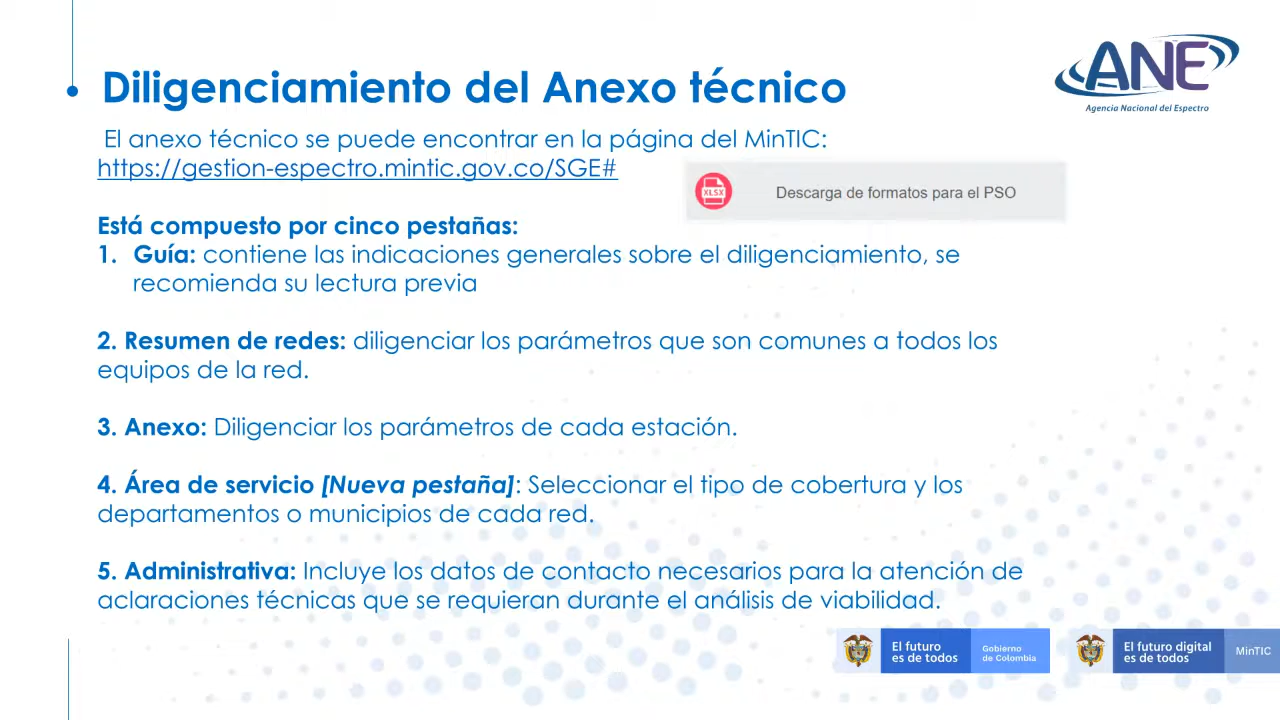 ANE
Agencia Nacional del Espectro
Diligenciamiento del Anexo técnico
El anexo técnico se puede encontrar en la página del MinTIC:
https://gestion-espectro.mintic.gov.co/SGE#
XLSX
Descarga de formatos para el PSO
Está compuesto por cinco pestañas:
1. Guía: contiene las indicaciones generales sobre el diligenciamiento, se
recomienda su lectura previa
2. Resumen de redes: diligenciar los parámetros que son comunes a todos los
equipos de la red.
3. Anexo: Diligenciar los parámetros de cada estación.
4. Área de servicio [Nueva pestaña]: Seleccionar el tipo de cobertura y los
departamentos o municipios de cada red.
5. Administrativa: Incluye los datos de contacto necesarios para la atención de
aclaraciones técnicas que se requieran durante el análisis de viabilidad.
El futuro
es de todos
Gobierno
de Colombia
El futuro digital
es de todos
MinTIC